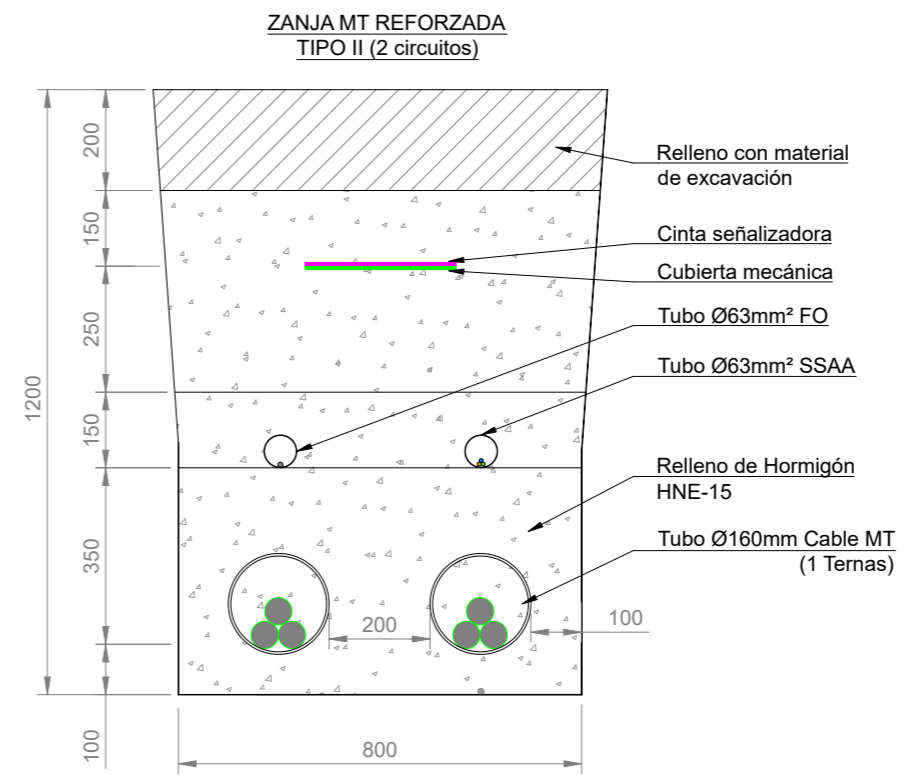 ZANJA MT REFORZADA
TIPO II (2 circuitos)
200
Relleno con material
de excavación
150
Cinta señalizadora
Cubierta mecánica
250
Tubo Ø63mm² FO
1200
Tubo Ø63mm² SSAA
150
Relleno de Hormigón
HNE-15
350
Tubo Ø160mm Cable MT
(1 Ternas)
200
100
100
800